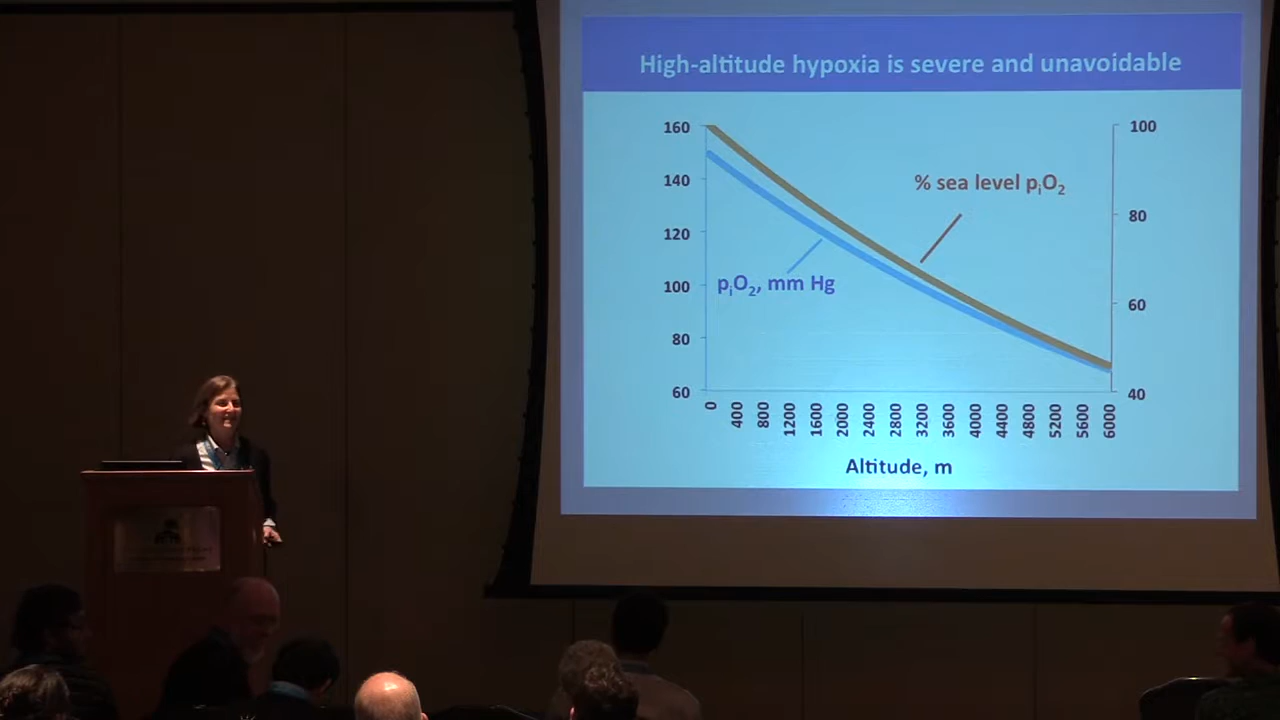 High-altitude hypoxia is severe and unavoidable
160
140
120
100
80
60
100
80
60
40
% sea level pᵢO₂
pᵢO₂, mm Hg
0 400 800 1200 1600 2000 2400 2800 3200 3600 4000 4400 4800 5200 5600 6000
Altitude, m